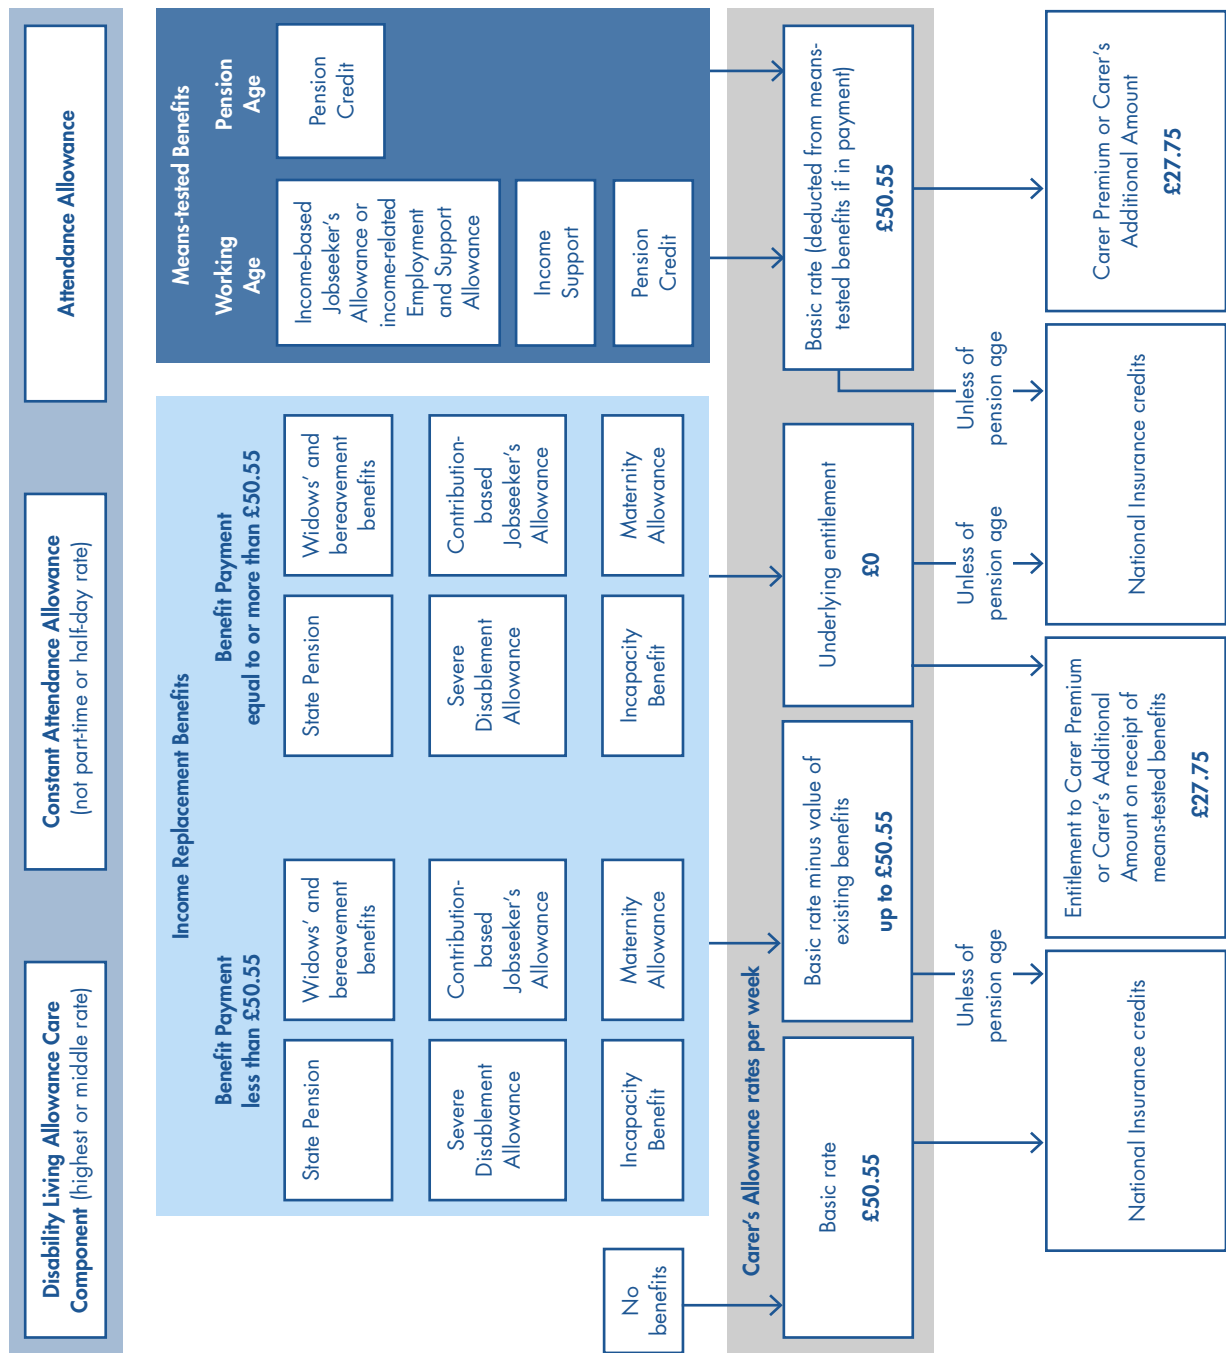 Disability Living Allowance Care
Component (highest or middle rate)
Constant Attendance Allowance
(not part-time or half-day rate)
Attendance Allowance
No
benefits
Income Replacement Benefits
Benefit Payment
less than £50.55
State Pension
Widows’ and
bereavement
benefits
Severe
Disablement
Allowance
Contribution-
based
Jobseeker’s
Allowance
Incapacity
Benefit
Maternity
Allowance
Benefit Payment
equal to or more than £50.55
State Pension
Widows’ and
bereavement
benefits
Severe
Disablement
Allowance
Contribution-
based
Jobseeker’s
Allowance
Incapacity
Benefit
Maternity
Allowance
Means-tested Benefits
Working
Age
Pension
Age
Income-based
Jobseeker’s
Allowance or
income-related
Employment
and Support
Allowance
Pension
Credit
Income
Support
Pension
Credit
Carer’s Allowance rates per week
Basic rate
£50.55
Basic rate minus value of
existing benefits
up to £50.55
Underlying entitlement
£0
Basic rate (deducted from means-
tested benefits if in payment)
£50.55
Unless of
pension age
Unless of
pension age
Unless of
pension age
National Insurance credits
Entitlement to Carer Premium
or Carer’s Additional
Amount on receipt of
means-tested benefits
£27.75
National Insurance credits
Carer Premium or Carer’s
Additional Amount
£27.75